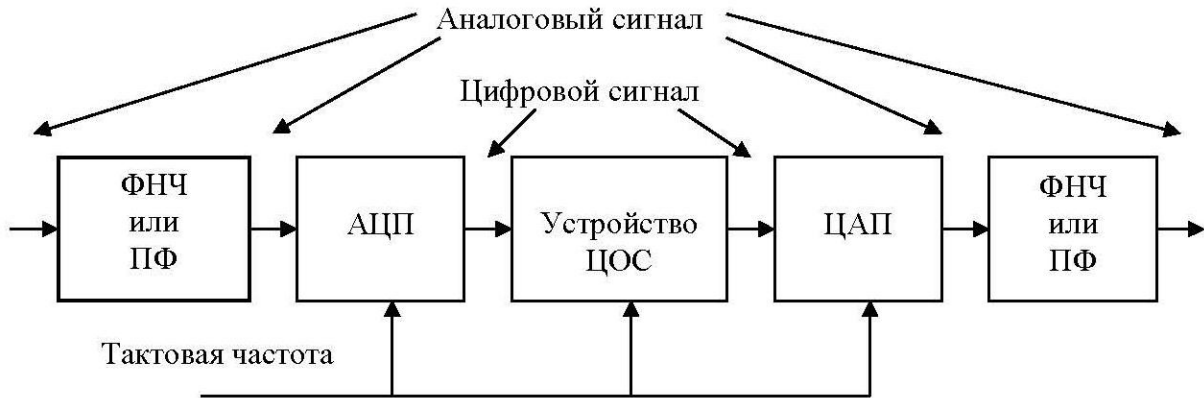 Аналоговый сигнал
Цифровой сигнал
ФНЧ
или
ПФ
АЦП
Устройство
ЦОС
ЦАП
ФНЧ
или
ПФ
Тактовая частота